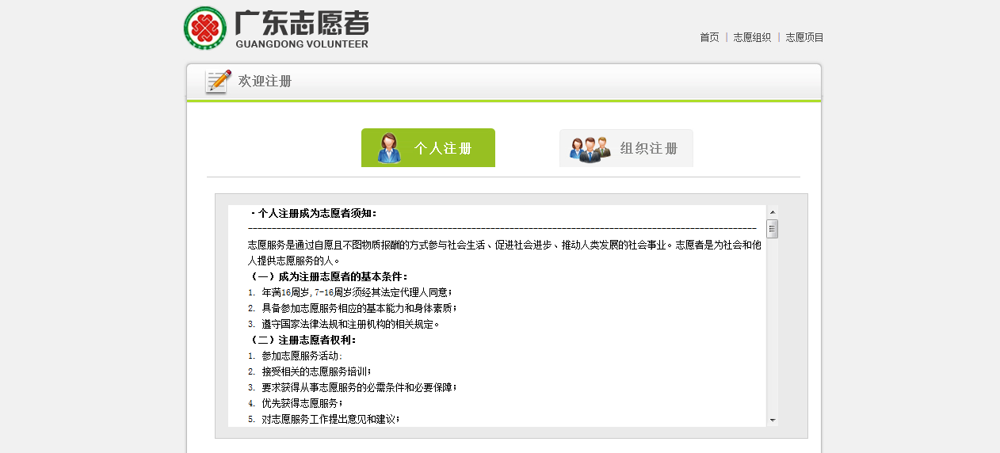 广东志愿者
GUANGDONG VOLUNTEER
首页 | 志愿组织 | 志愿项目
欢迎注册
个人注册
组织注册
·个人注册成为志愿者须知:
-----------------------------------------------------------------------------------------------------------
志愿服务是通过自愿且不图物质报酬的方式参与社会生活、促进社会进步、推动人类发展的社会事业。志愿者是为社会和他
人提供志愿服务的人。
（一）成为注册志愿者的基本条件:
1. 年满16周岁,7-16周岁须经其法定代理人同意;
2. 具备参加志愿服务相应的基本能力和身体素质;
3. 遵守国家法律法规和注册机构的相关规定。
（二）注册志愿者权利:
1. 参加志愿服务活动;
2. 接受相关的志愿服务培训;
3. 要求获得从事志愿服务的必需条件和必要保障;
4. 优先获得志愿服务;
5. 对志愿服务工作提出意见和建议;